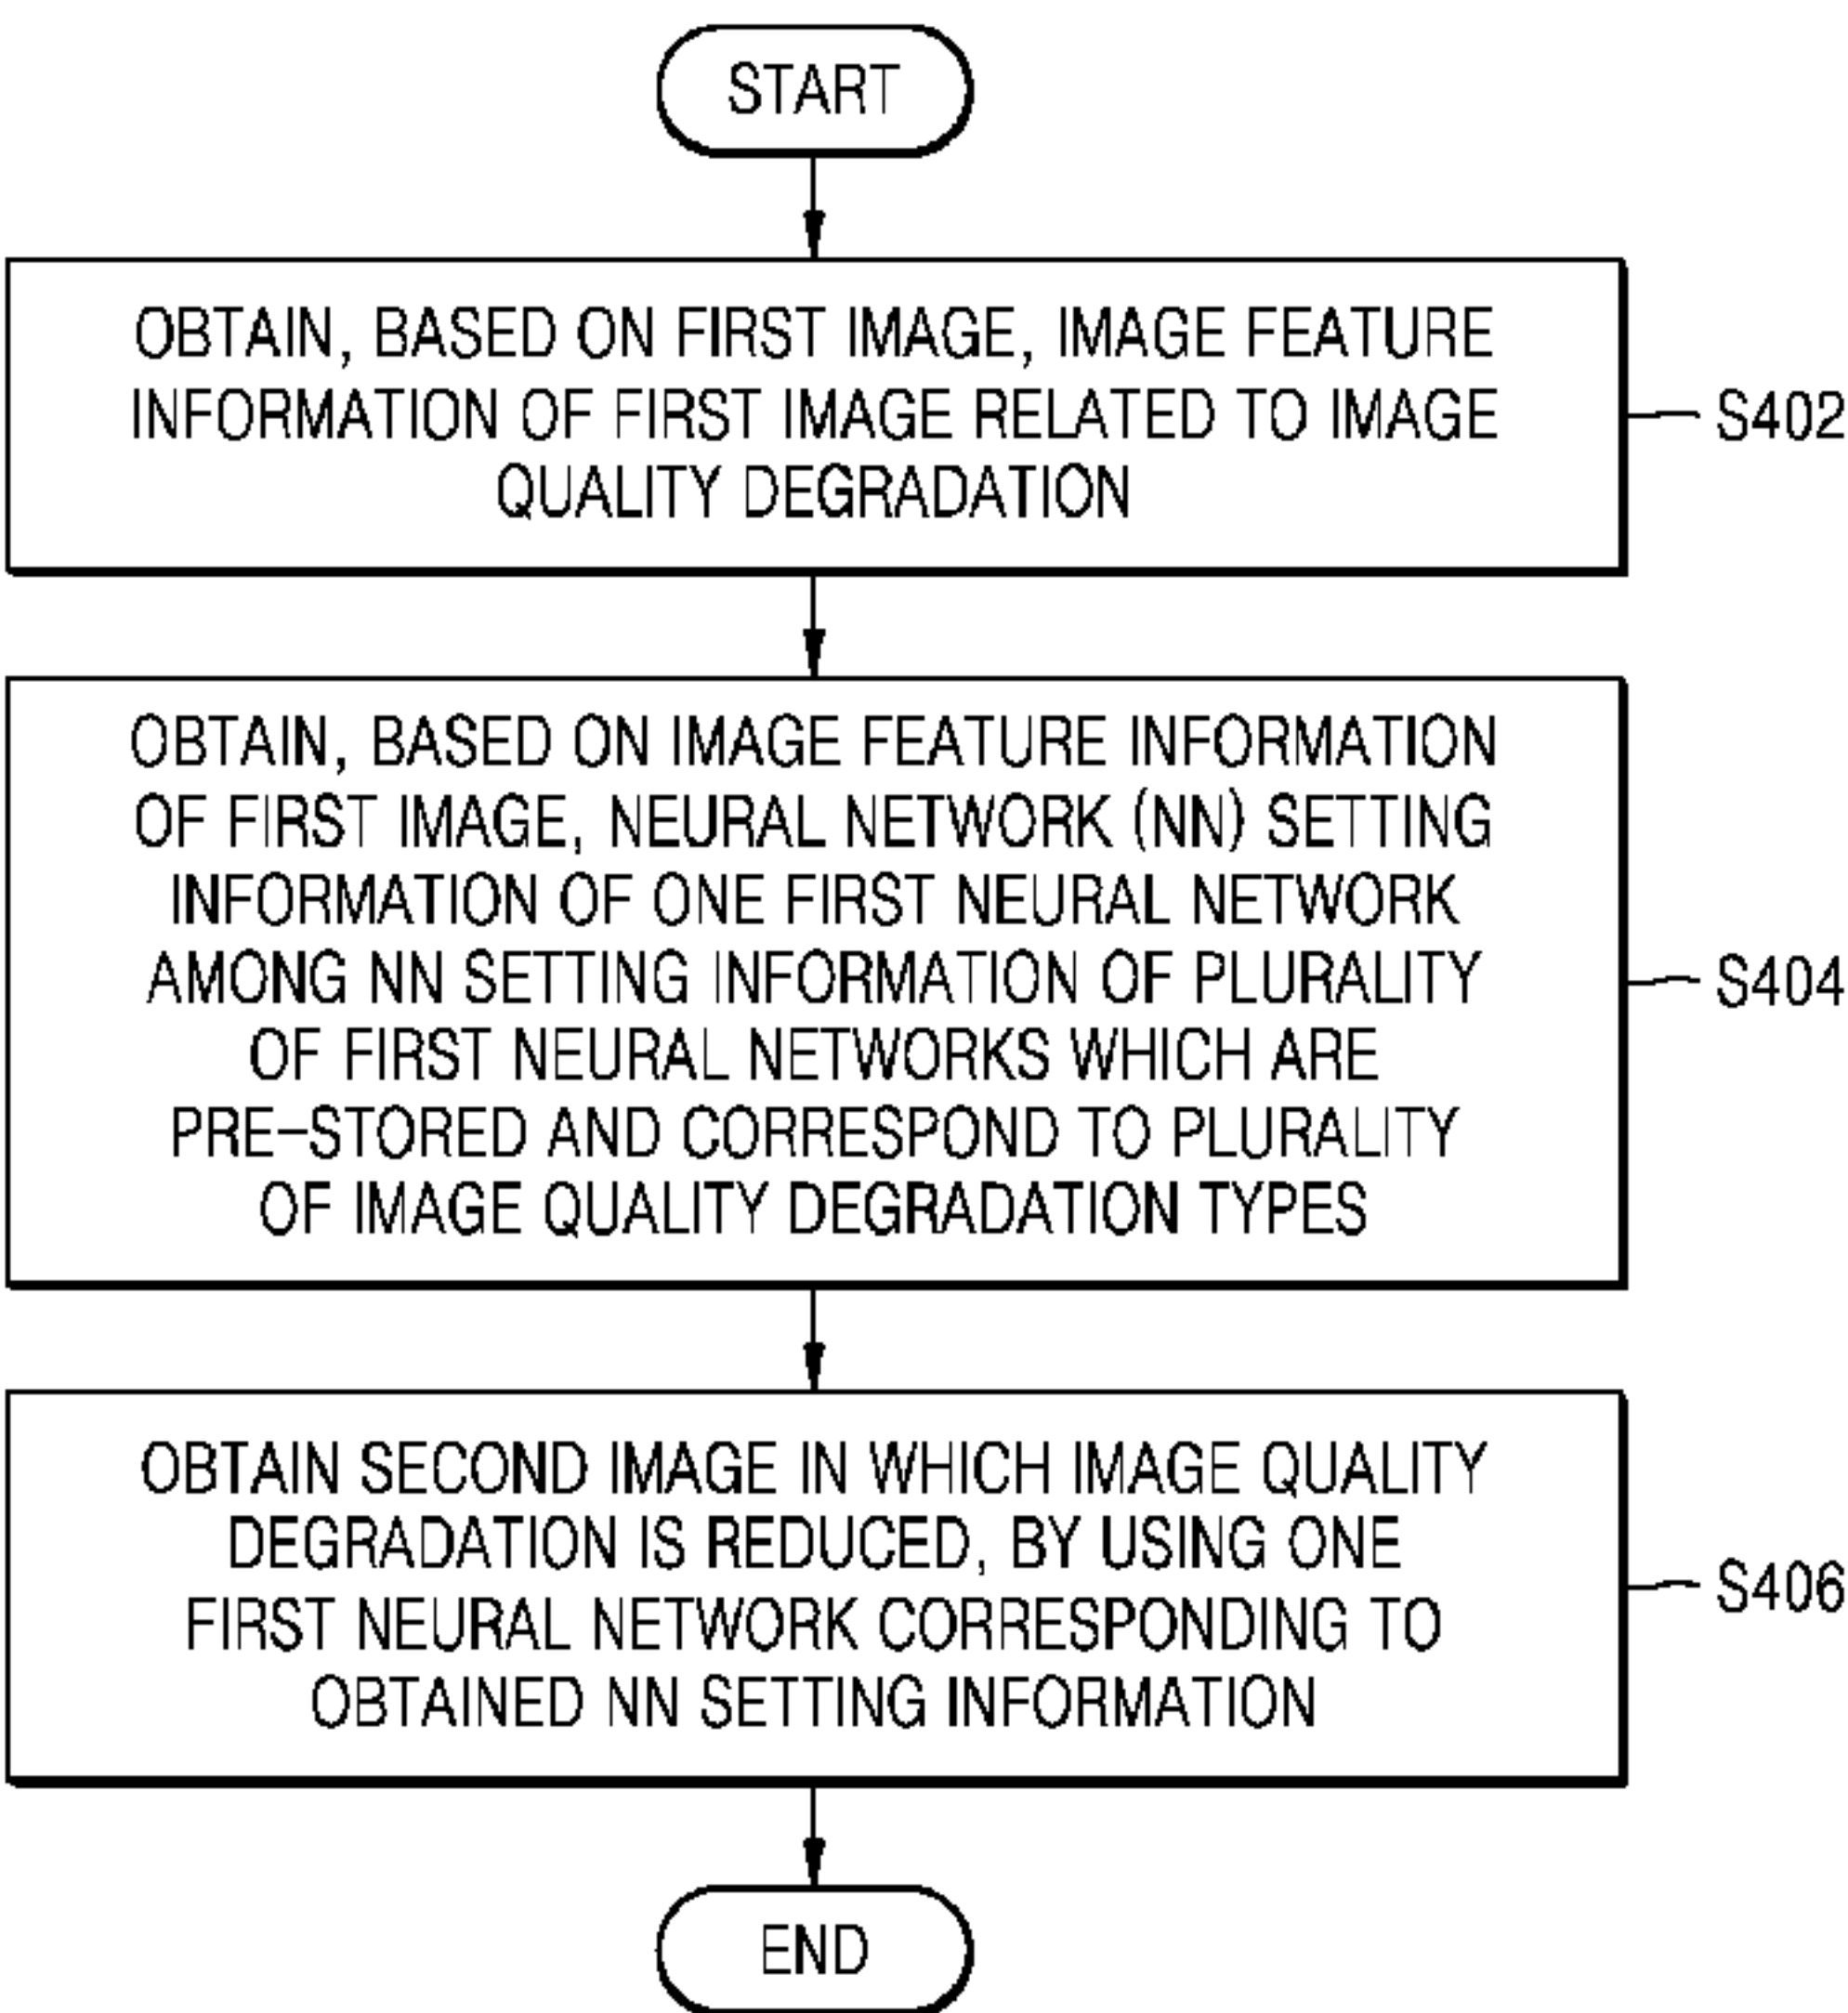 START
OBTAIN, BASED ON FIRST IMAGE, IMAGE FEATURE
INFORMATION OF FIRST IMAGE RELATED TO IMAGE
QUALITY DEGRADATION
S402
OBTAIN, BASED ON IMAGE FEATURE INFORMATION
OF FIRST IMAGE, NEURAL NETWORK (NN) SETTING
INFORMATION OF ONE FIRST NEURAL NETWORK
AMONG NN SETTING INFORMATION OF PLURALITY
OF FIRST NEURAL NETWORKS WHICH ARE
PRE-STORED AND CORRESPOND TO PLURALITY
OF IMAGE QUALITY DEGRADATION TYPES
S404
OBTAIN SECOND IMAGE IN WHICH IMAGE QUALITY
DEGRADATION IS REDUCED, BY USING ONE
FIRST NEURAL NETWORK CORRESPONDING TO
OBTAINED NN SETTING INFORMATION
S406
END